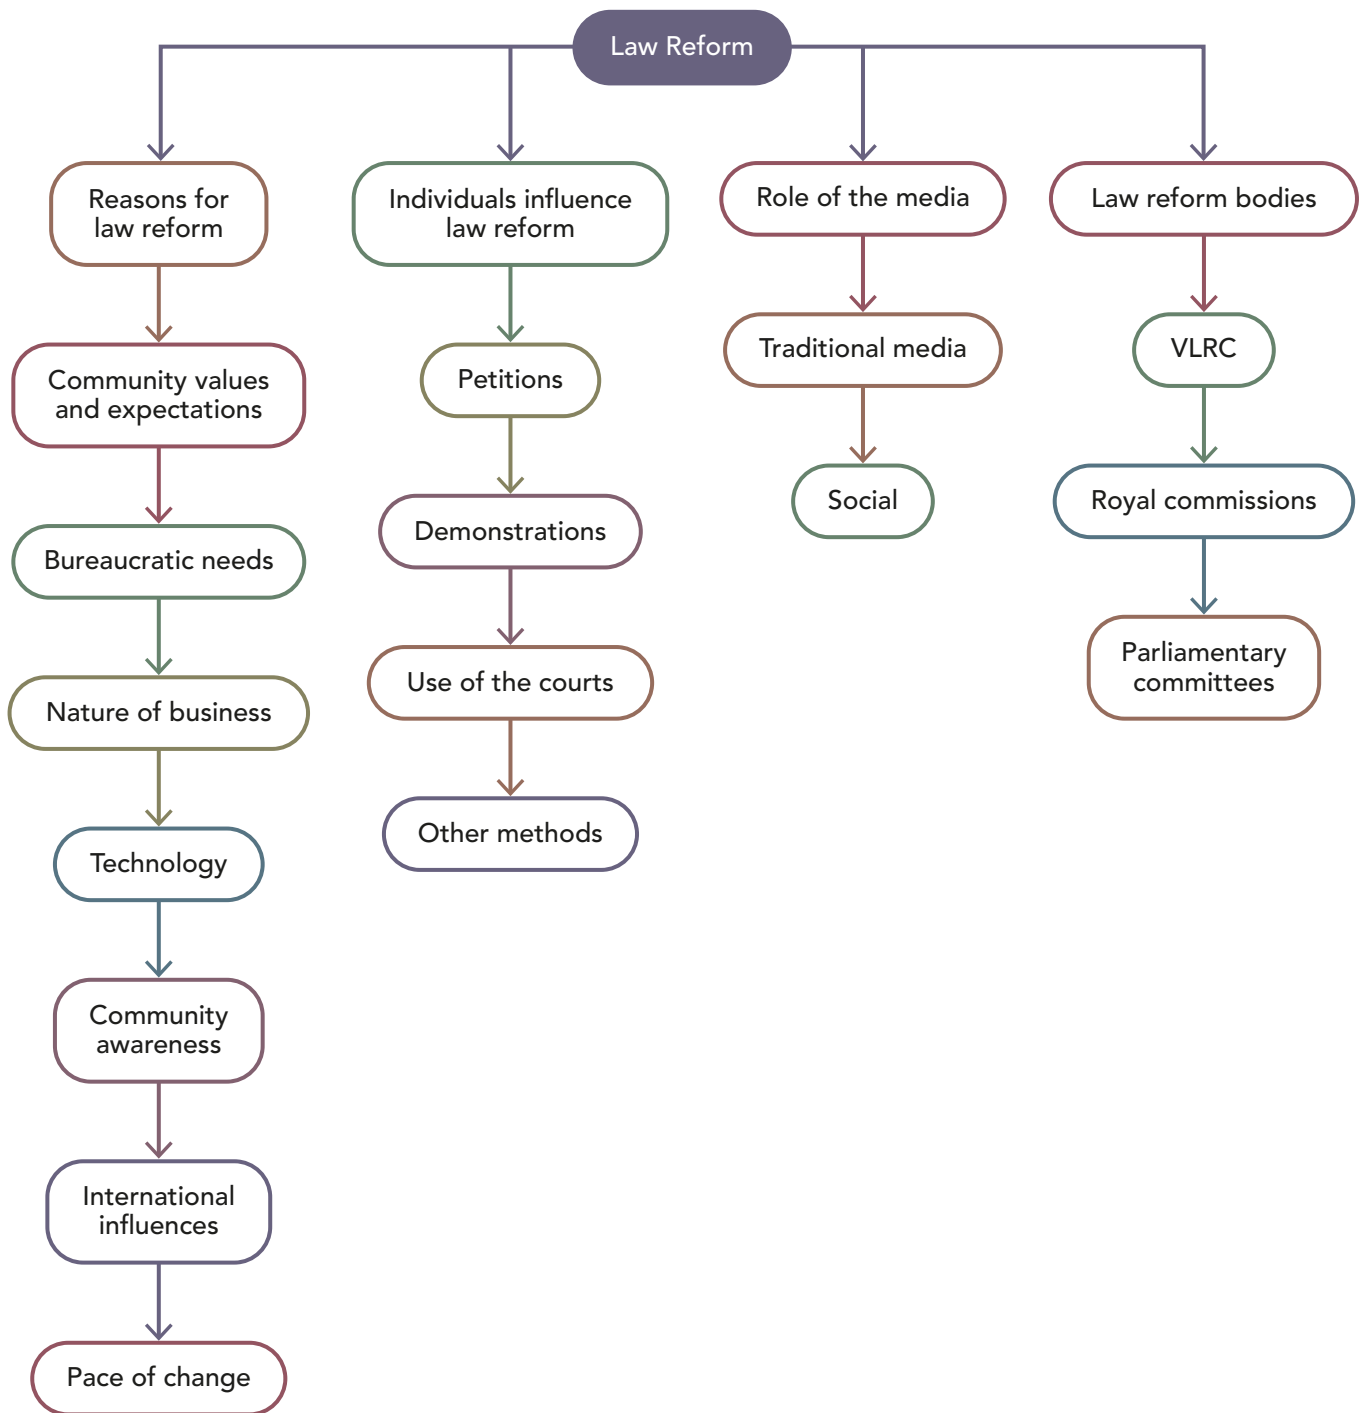 Law Reform
Reasons for
law reform
Community values
and expectations
Bureaucratic needs
Nature of business
Technology
Community
awareness
International
influences
Pace of change
Individuals influence
law reform
Petitions
Demonstrations
Use of the courts
Other methods
Role of the media
Traditional media
Social
Law reform bodies
VLRC
Royal commissions
Parliamentary
committees